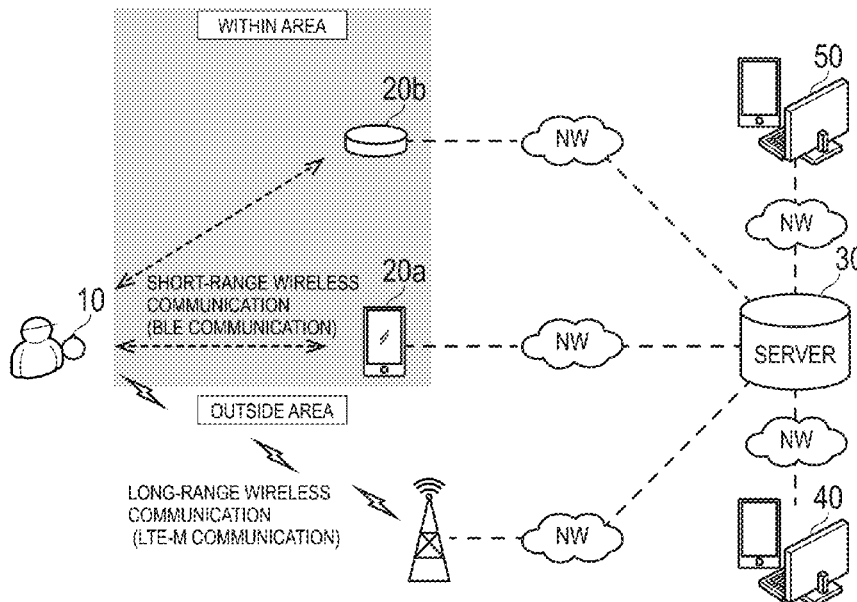 WITHIN AREA
50
20b
NW
NW
SHORT-RANGE WIRELESS
COMMUNICATION
(BLE COMMUNICATION)
20a
30
10
NW
SERVER
OUTSIDE AREA
NW
LONG-RANGE WIRELESS
COMMUNICATION
(LTE-M COMMUNICATION)
NW
40